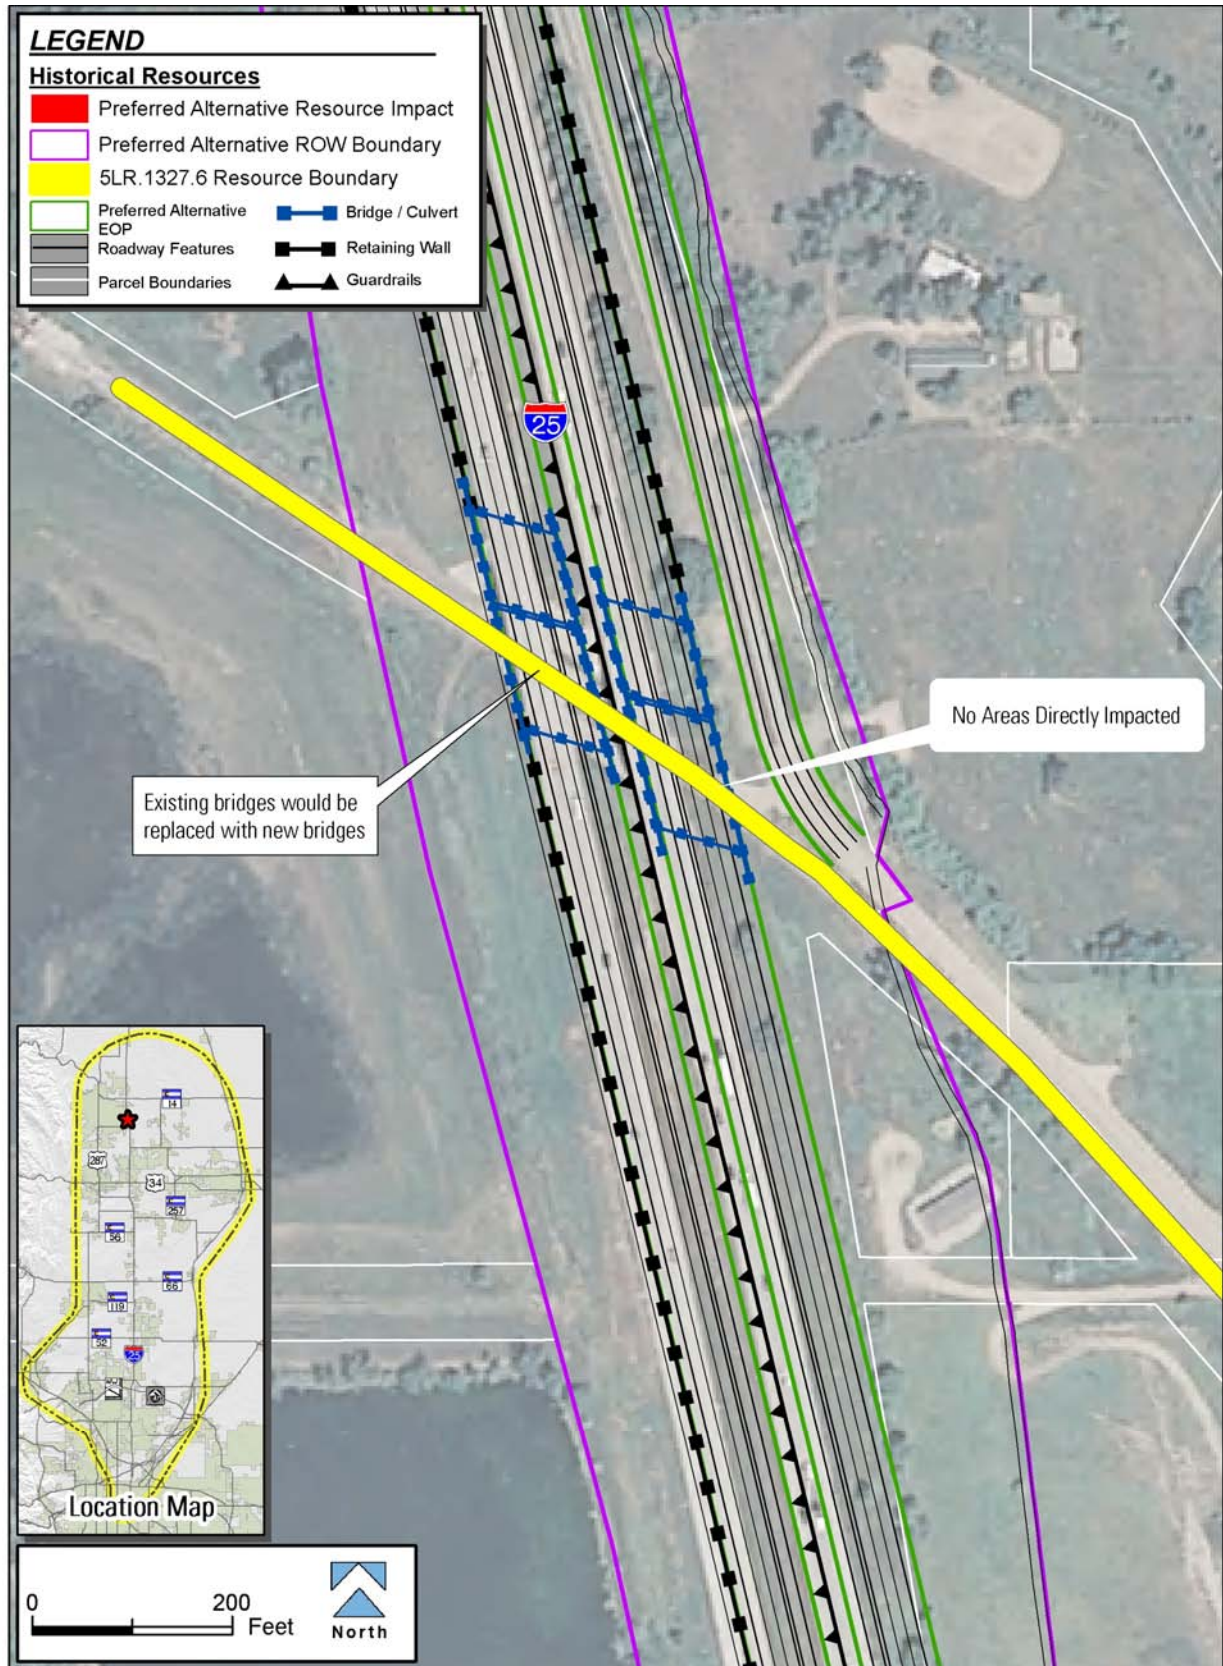 LEGEND
Historical Resources
Preferred Alternative Resource Impact
Preferred Alternative ROW Boundary
5LR.1327.6 Resource Boundary
Preferred Alternative
EOP
Bridge / Culvert
Roadway Features
Retaining Wall
Parcel Boundaries
Guardrails
25
No Areas Directly Impacted
Existing bridges would be
replaced with new bridges
14
287
34
257
56
66
119
52
25
Location Map
0
200
Feet
North